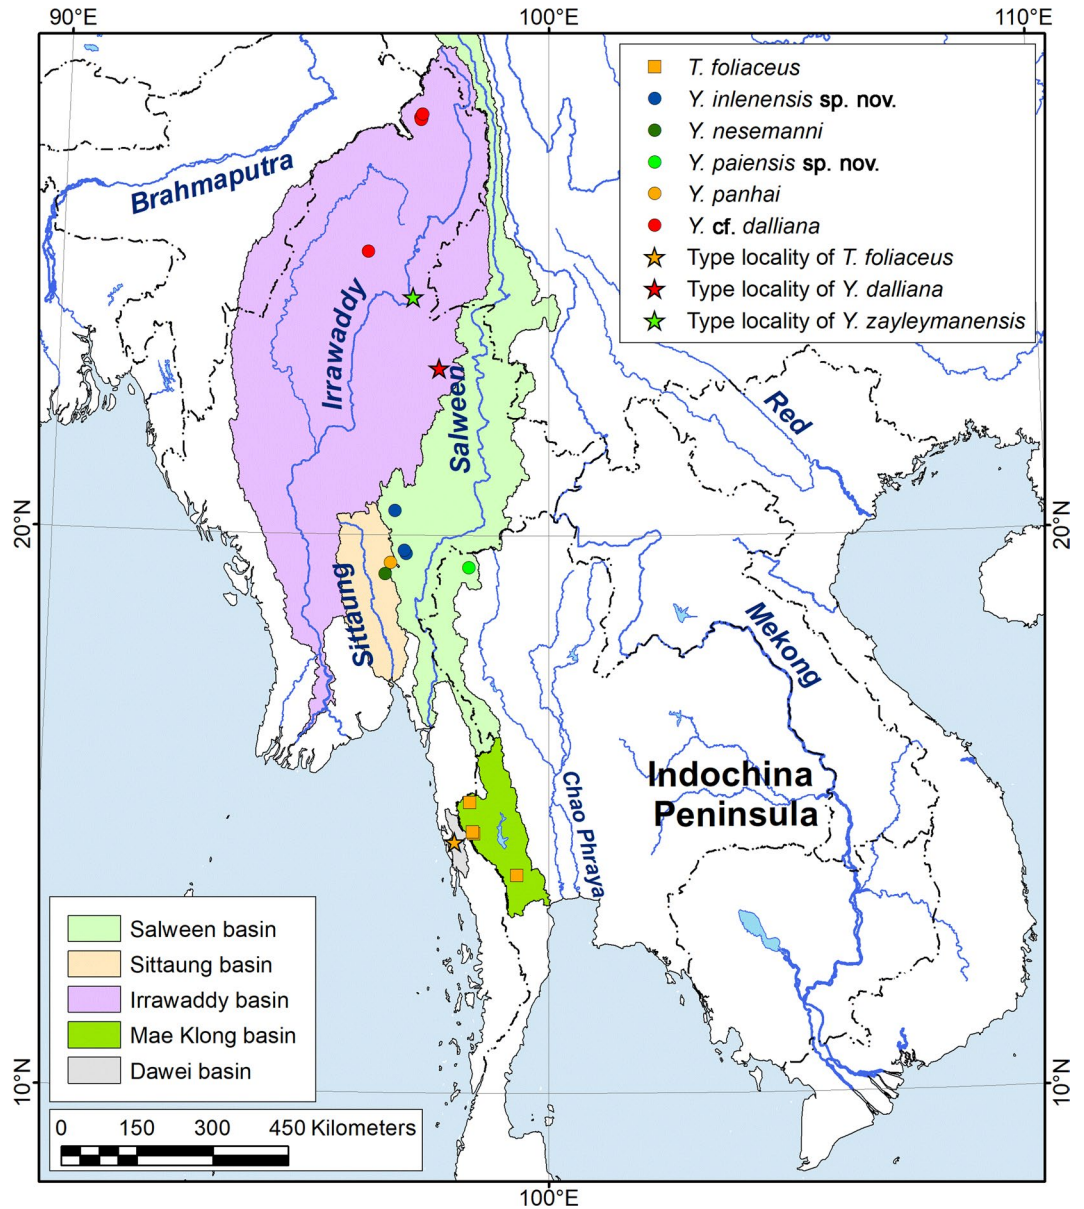 90°E
100°E
110°E
T. foliaceus
Y. inlenensis sp. nov.
Y. nesemanni
Y. paiensis sp. nov.
Y. panhai
Y. cf. dalliana
Type locality of T. foliaceus
Type locality of Y. dalliana
Type locality of Y. zayleymanensis
Brahmaputra
Irrawaddy
Salween
Red
20°N
20°N
Sittaung
Mekong
Indochina
Peninsula
Chao Phraya
Salween basin
Sittaung basin
Irrawaddy basin
Mae Klong basin
Dawei basin
10°N
10°N
0 150 300 450 Kilometers
100°E